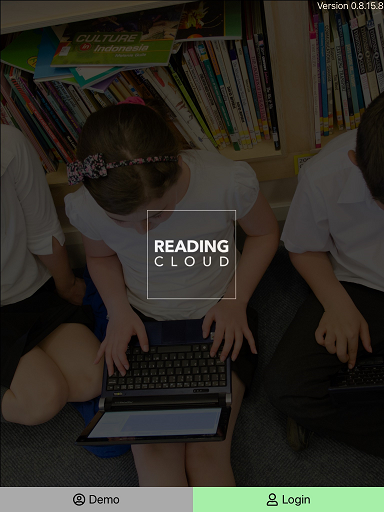 Version 0.8.15.8
CULTURE
Indonesia
READING
CLOUD
Demo
Login